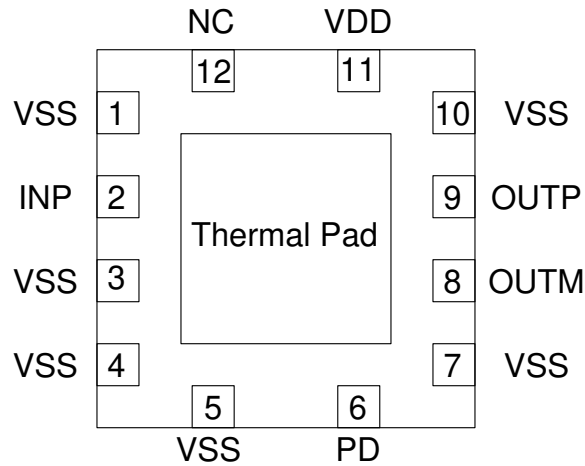 NC VDD
12 11
VSS 1 10 VSS
INP 2 9 OUTP
Thermal Pad
VSS 3 8 OUTM
VSS 4 7 VSS
5 6
VSS PD